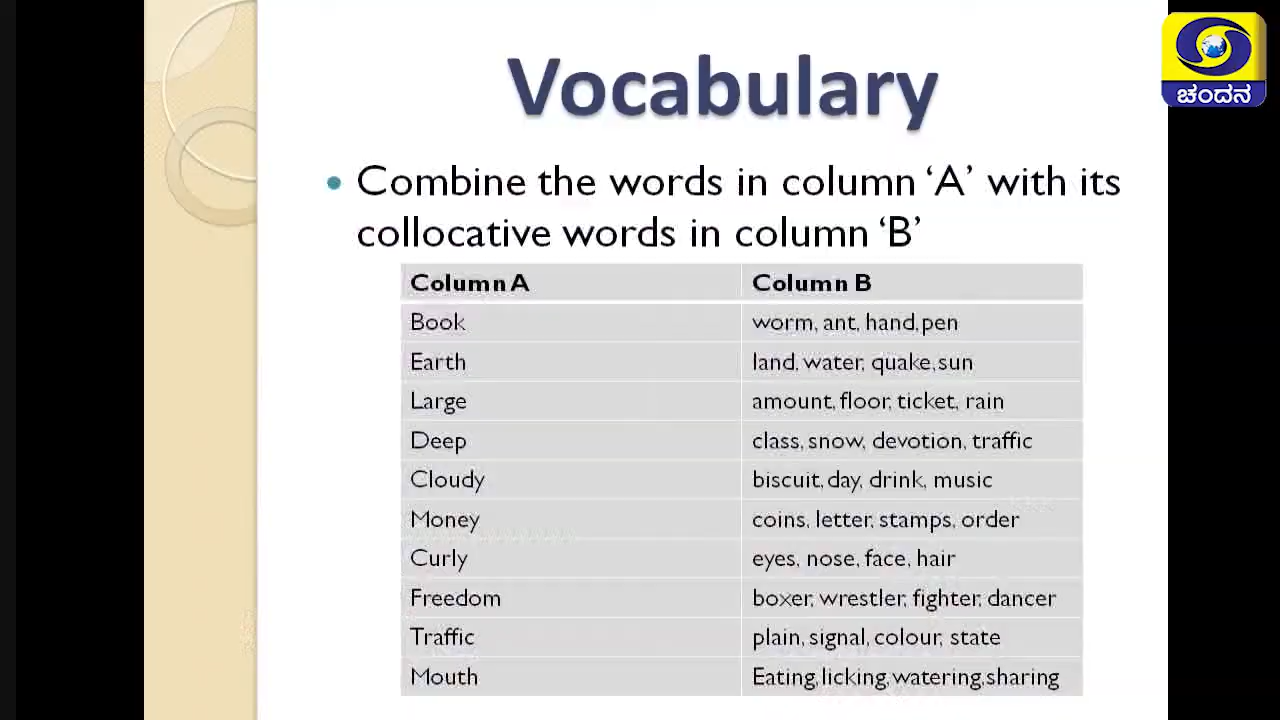 Vocabulary
ಚಂದನ
• Combine the words in column ‘A’ with its
collocative words in column ‘B’
Column A Column B
Book worm, ant, hand,pen
Earth land, water, quake,sun
Large amount, floor, ticket, rain
Deep class, snow, devotion, traffic
Cloudy biscuit, day, drink, music
Money coins, letter, stamps, order
Curly eyes, nose, face, hair
Freedom boxer, wrestler, fighter, dancer
Traffic plain, signal, colour, state
Mouth Eating,licking,watering,sharing